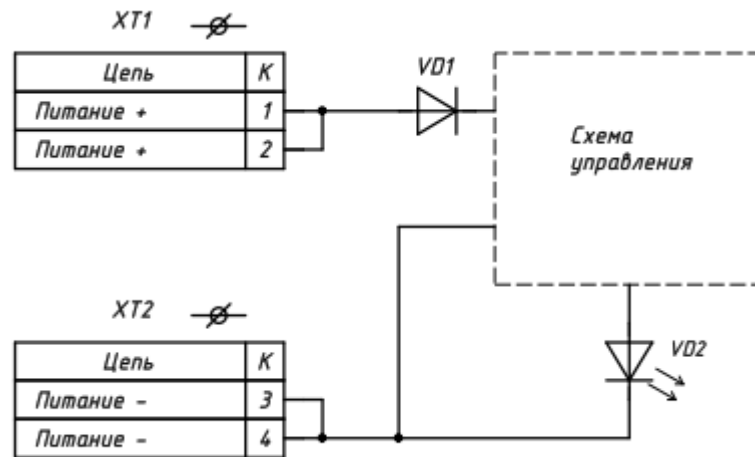 XT1
Цепь К
Питание + 1
Питание + 2
VD1
Схема
управления
XT2
Цепь К
Питание - 3
Питание - 4
VD2